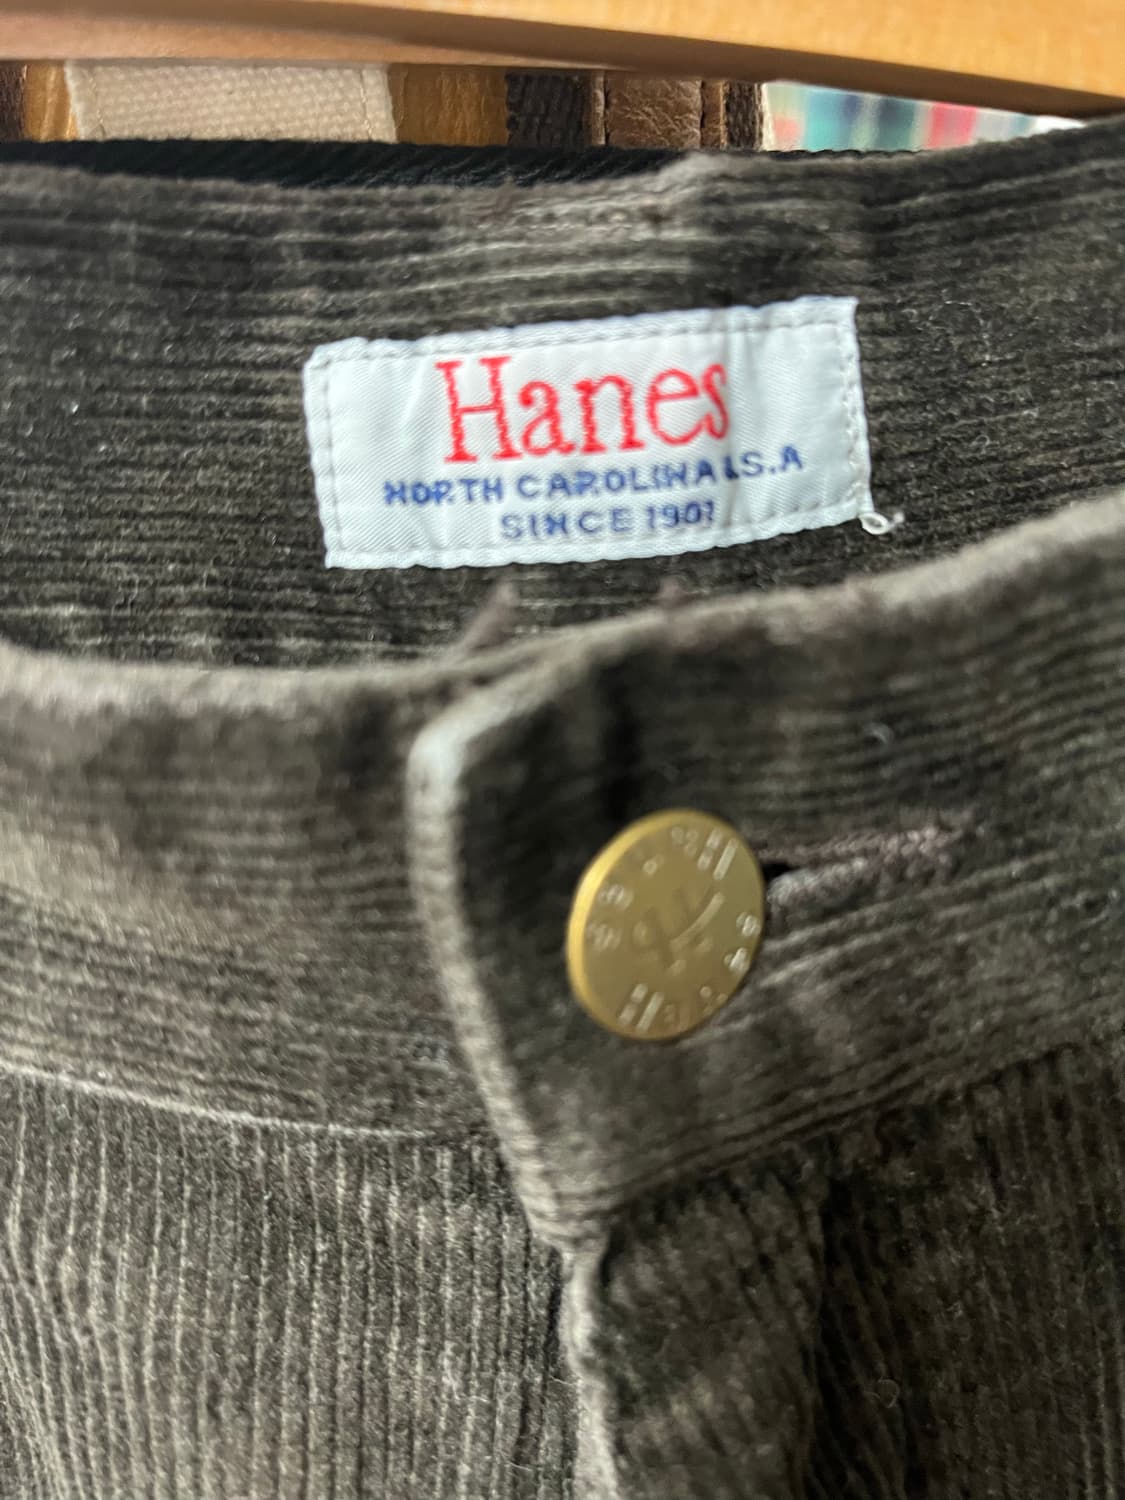 Hanes
NORTH CAROLINA U.S.A
SINCE 1901